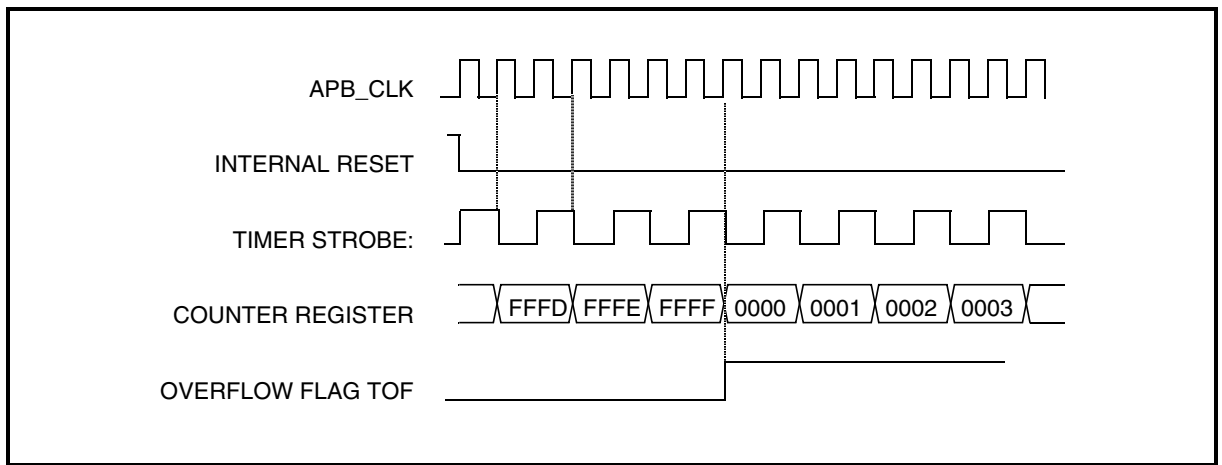 APB_CLK
INTERNAL RESET
TIMER STROBE:
COUNTER REGISTER FFFD FFFE FFFF 0000 0001 0002 0003
OVERFLOW FLAG TOF